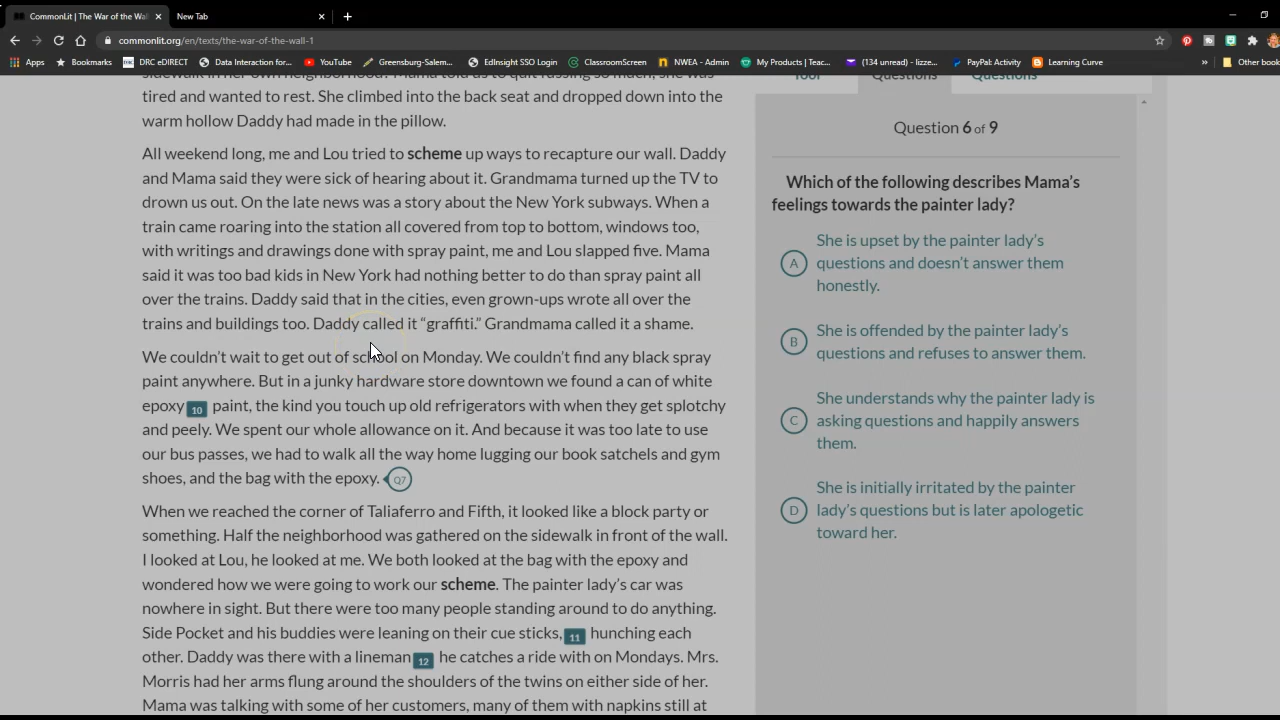 CommonLit | The War of the Wal
New Tab
commonlit.org/en/texts/the-war-of-the-wall-1
Apps
Bookmarks
DRC eDIRECT
Data Interaction for...
YouTube
Greensburg-Salem...
EdInsight SSO Login
ClassroomScreen
NWEA - Admin
My Products | Teac...
(134 unread) - lizze...
PayPal: Activity
Learning Curve
»
Other book
sidewalk in her own neighborhood? Mama told us to quit fussing so much, she was
tired and wanted to rest. She climbed into the back seat and dropped down into the
warm hollow Daddy had made in the pillow.
All weekend long, me and Lou tried to scheme up ways to recapture our wall. Daddy
and Mama said they were sick of hearing about it. Grandmama turned up the TV to
drown us out. On the late news was a story about the New York subways. When a
train came roaring into the station all covered from top to bottom, windows too,
with writings and drawings done with spray paint, me and Lou slapped five. Mama
said it was too bad kids in New York had nothing better to do than spray paint all
over the trains. Daddy said that in the cities, even grown-ups wrote all over the
trains and buildings too. Daddy called it “graffiti.” Grandmama called it a shame.
We couldn’t wait to get out of school on Monday. We couldn’t find any black spray
paint anywhere. But in a junky hardware store downtown we found a can of white
epoxy 10 paint, the kind you touch up old refrigerators with when they get splotchy
and peely. We spent our whole allowance on it. And because it was too late to use
our bus passes, we had to walk all the way home lugging our book satchels and gym
shoes, and the bag with the epoxy. Q7
When we reached the corner of Taliaferro and Fifth, it looked like a block party or
something. Half the neighborhood was gathered on the sidewalk in front of the wall.
I looked at Lou, he looked at me. We both looked at the bag with the epoxy and
wondered how we were going to work our scheme. The painter lady’s car was
nowhere in sight. But there were too many people standing around to do anything.
Side Pocket and his buddies were leaning on their cue sticks, 11 hunching each
other. Daddy was there with a lineman 12 he catches a ride with on Mondays. Mrs.
Morris had her arms flung around the shoulders of the twins on either side of her.
Mama was talking with some of her customers, many of them with napkins still at
Tool
Questions
Questions
Question 6 of 9
Which of the following describes Mama’s
feelings towards the painter lady?
A She is upset by the painter lady’s
questions and doesn’t answer them
honestly.
B She is offended by the painter lady’s
questions and refuses to answer them.
C She understands why the painter lady is
asking questions and happily answers
them.
D She is initially irritated by the painter
lady’s questions but is later apologetic
toward her.